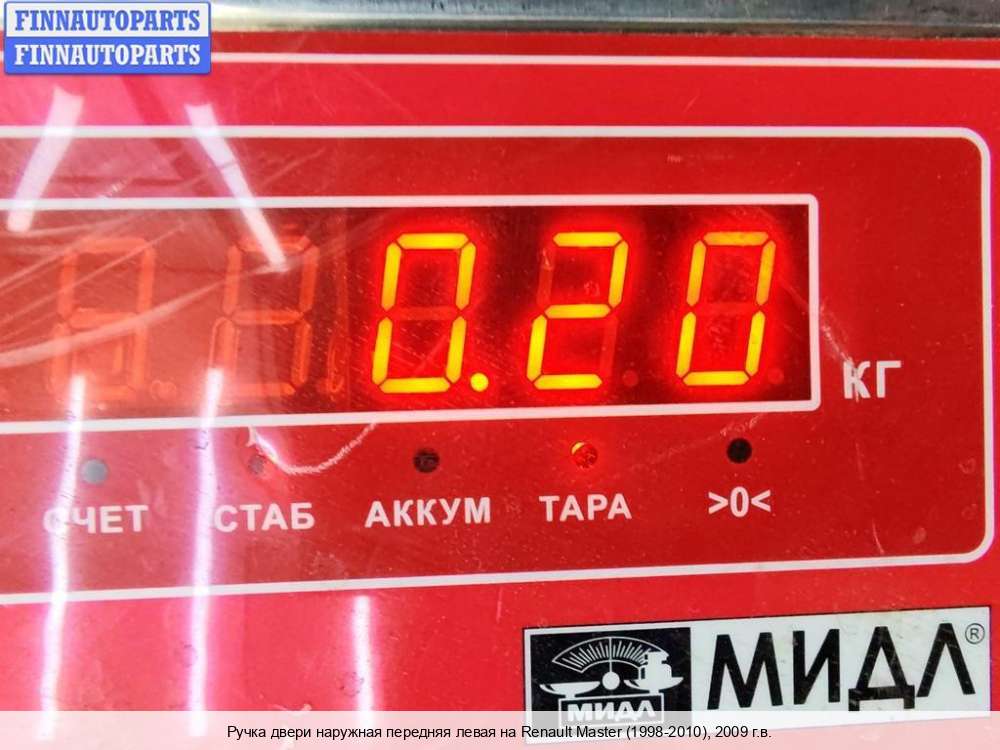 FINNAUTOPARTS
FINNAUTOPARTS
0.20
КГ
СЧЕТ СТАБ АККУМ ТАРА >0<
МИДЛ®
МИДЛ
Ручка двери наружная передняя левая на Renault Master (1998-2010), 2009 г.в.